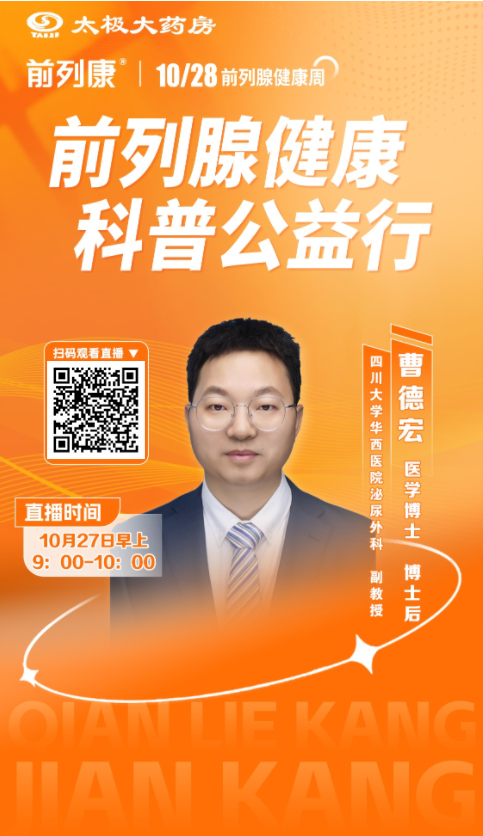 TAIJI 太极大药房
前列康® | 10/28前列腺健康周
前列腺健康
科普公益行
扫码观看直播▼
曹德宏 医学博士 博士后
四川大学华西医院泌尿外科 副教授
直播时间
10月27日早上
9：00-10：00
QIAN LIE KANG
JIAN KANG